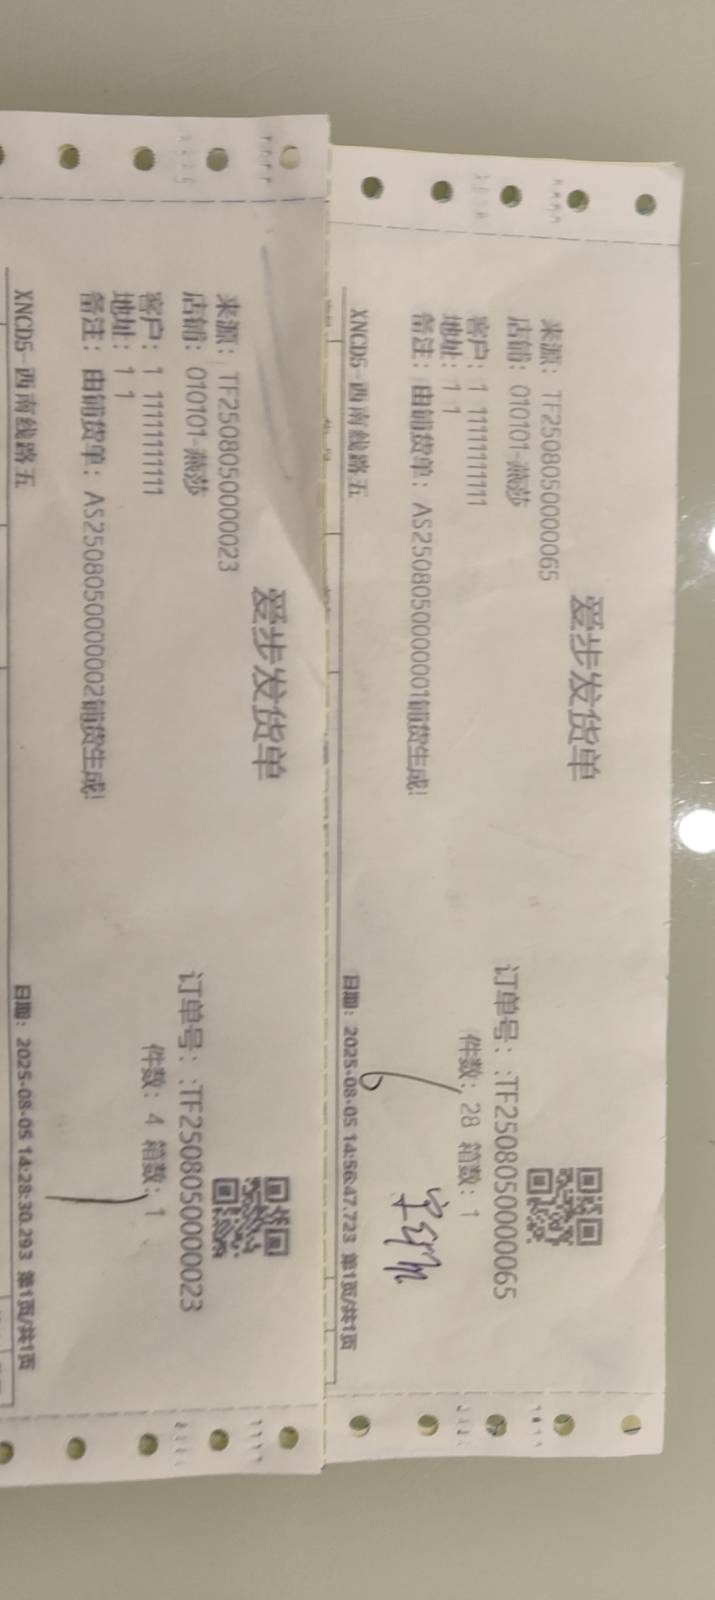 爱步发货单
来源： TF2508050000065
订单号：:TF2508050000065
店铺： 010101-燕莎
件数： 28 箱数： 1
客户： 1 11111111111
地址： 1 1
备注： 由铺货单： AS2508050000001铺货生成!
6
XNCD5- 西南线路五
日期： 2025-08-05 14:56:47.723 第1页/共1页
爱步发货单
来源： TF2508050000023
订单号：:TF2508050000023
店铺： 010101-燕莎
件数： 4 箱数： 1
客户： 1 11111111111
地址： 1 1
备注： 由铺货单： AS2508050000002铺货生成!
XNCD5- 西南线路五
日期： 2025-08-05 14:28:30.293 第1页/共1页